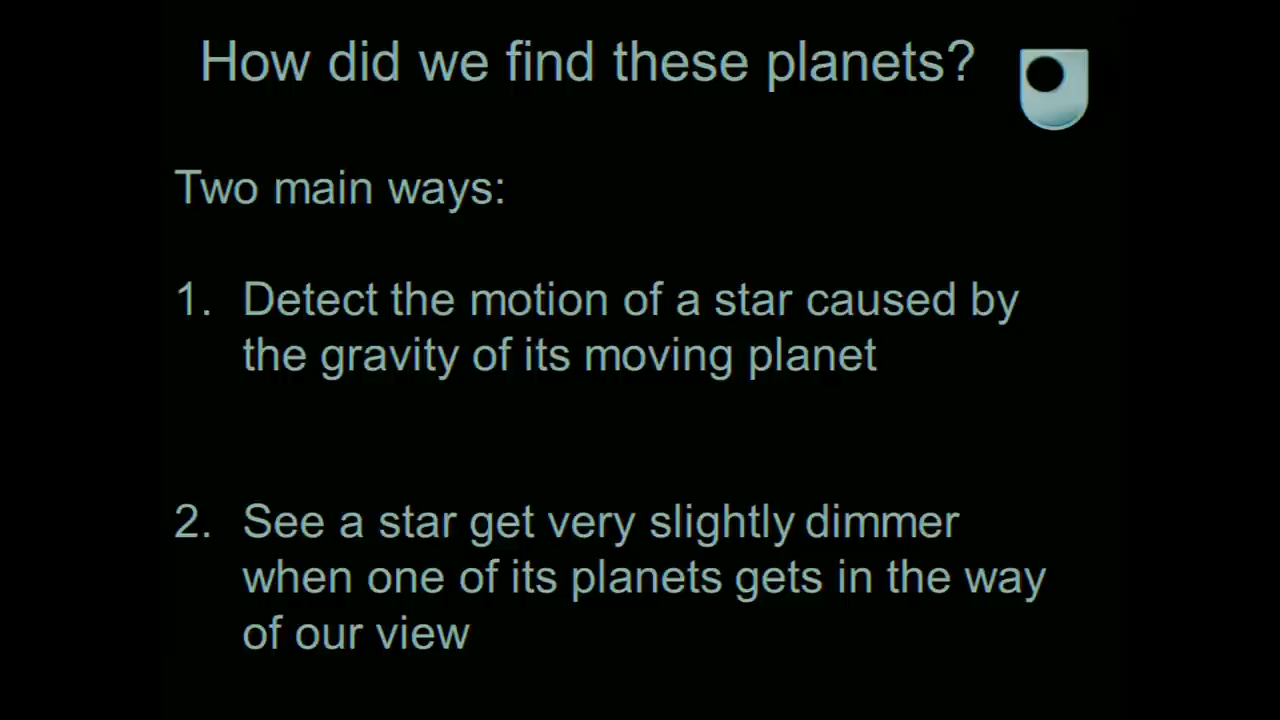 How did we find these planets?
Two main ways:
1. Detect the motion of a star caused by
the gravity of its moving planet
2. See a star get very slightly dimmer
when one of its planets gets in the way
of our view